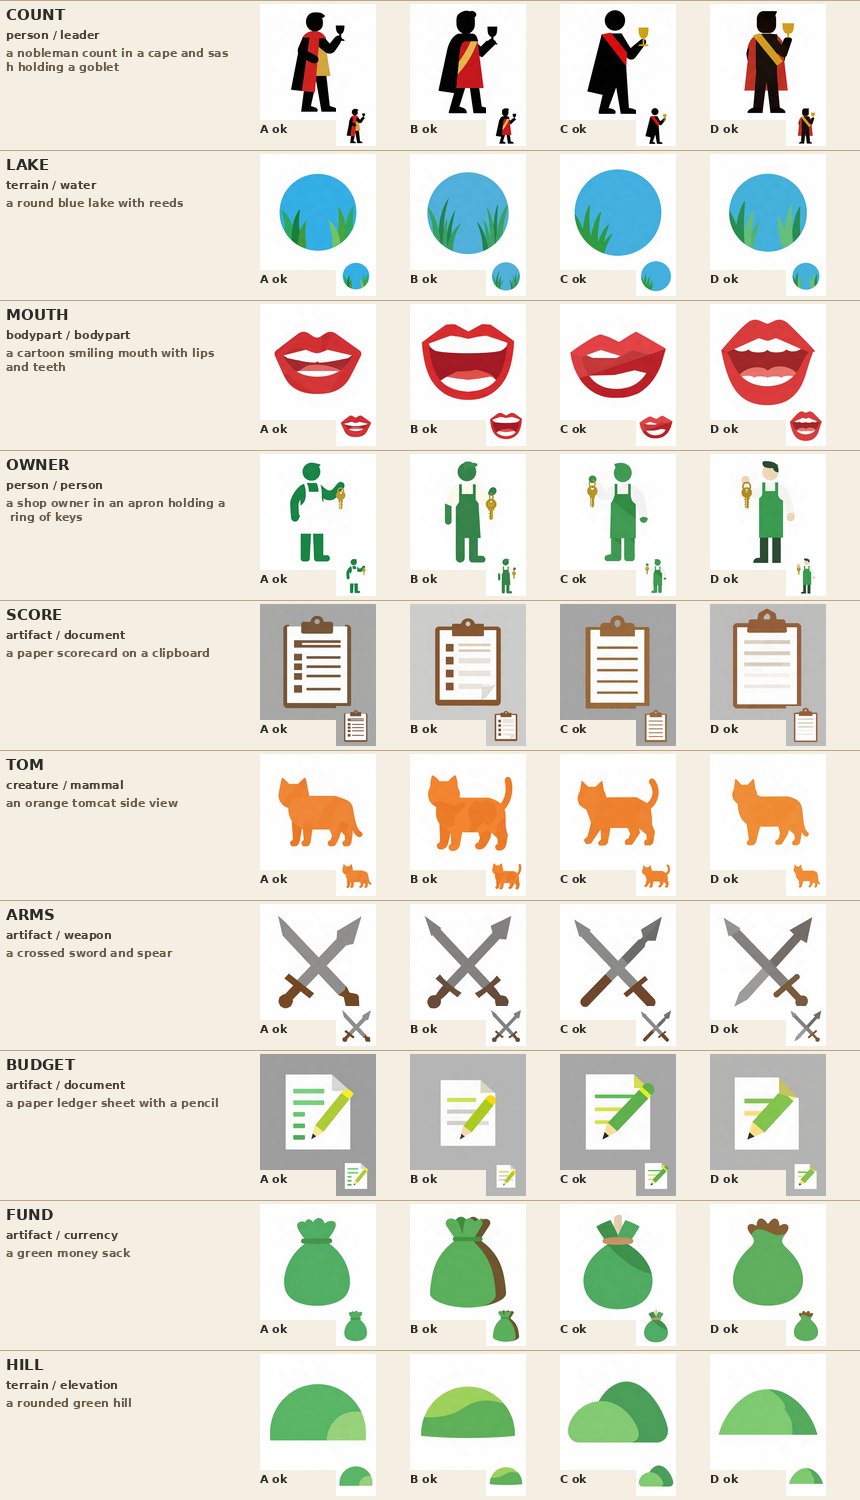 COUNT
person / leader
a nobleman count in a cape and sas
h holding a goblet
A ok
B ok
C ok
D ok
LAKE
terrain / water
a round blue lake with reeds
A ok
B ok
C ok
D ok
MOUTH
bodypart / bodypart
a cartoon smiling mouth with lips
and teeth
A ok
B ok
C ok
D ok
OWNER
person / person
a shop owner in an apron holding a
ring of keys
A ok
B ok
C ok
D ok
SCORE
artifact / document
a paper scorecard on a clipboard
A ok
B ok
C ok
D ok
TOM
creature / mammal
an orange tomcat side view
A ok
B ok
C ok
D ok
ARMS
artifact / weapon
a crossed sword and spear
A ok
B ok
C ok
D ok
BUDGET
artifact / document
a paper ledger sheet with a pencil
A ok
B ok
C ok
D ok
FUND
artifact / currency
a green money sack
A ok
B ok
C ok
D ok
HILL
terrain / elevation
a rounded green hill
A ok
B ok
C ok
D ok